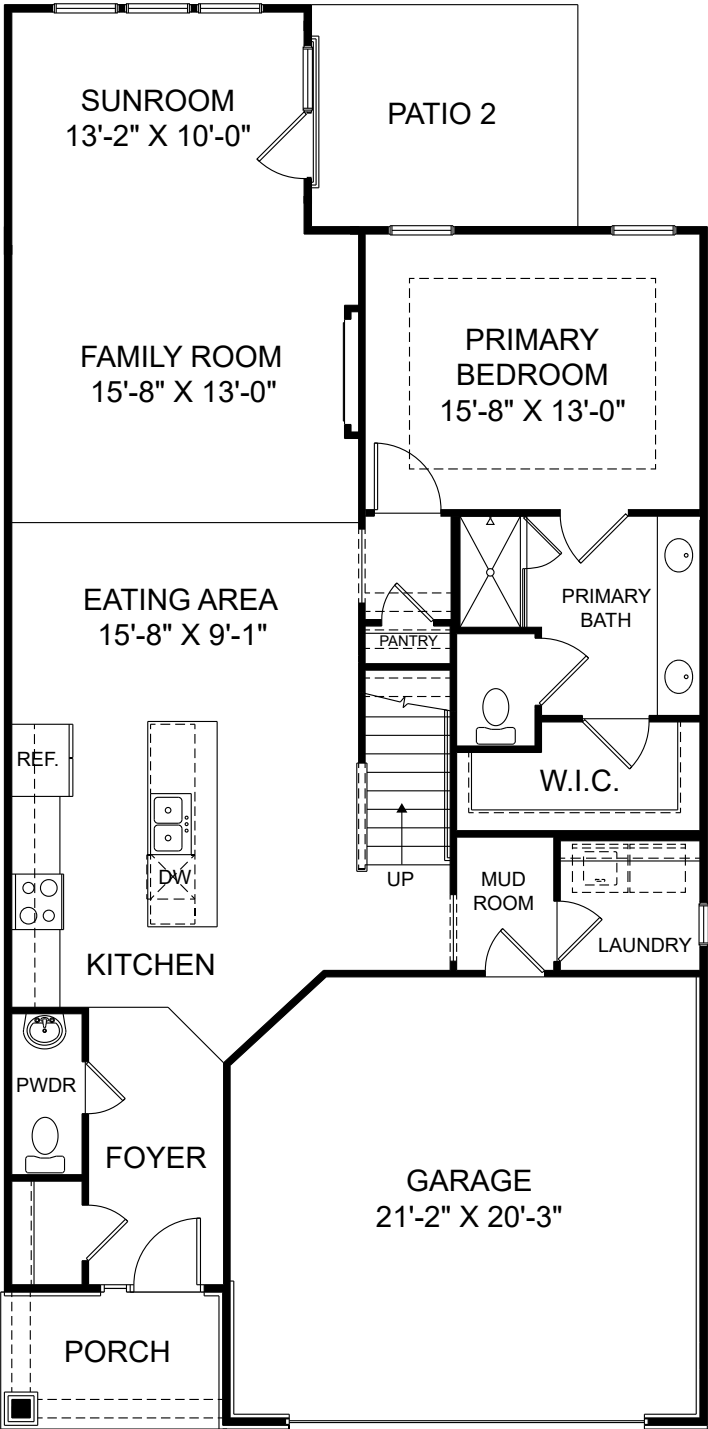 SUNROOM
13'-2" X 10'-0"
PATIO 2
FAMILY ROOM
15'-8" X 13'-0"
PRIMARY
BEDROOM
15'-8" X 13'-0"
EATING AREA
15'-8" X 9'-1"
PRIMARY
BATH
PANTRY
REF.
W.I.C.
DW
UP
MUD
ROOM
LAUNDRY
KITCHEN
PWDR
FOYER
GARAGE
21'-2" X 20'-3"
PORCH